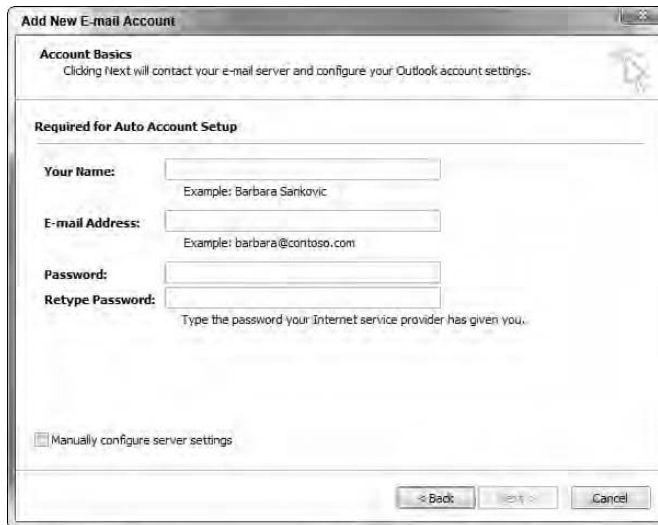 Add New E-mail Account
Account Basics
Clicking Next will contact your e-mail server and configure your Outlook account settings.
Required for Auto Account Setup
Your Name:
Example: Barbara Sankovic
E-mail Address:
Example: barbara@contoso.com
Password:
Retype Password:
Type the password your Internet service provider has given you.
Manually configure server settings
< Back Next > Cancel